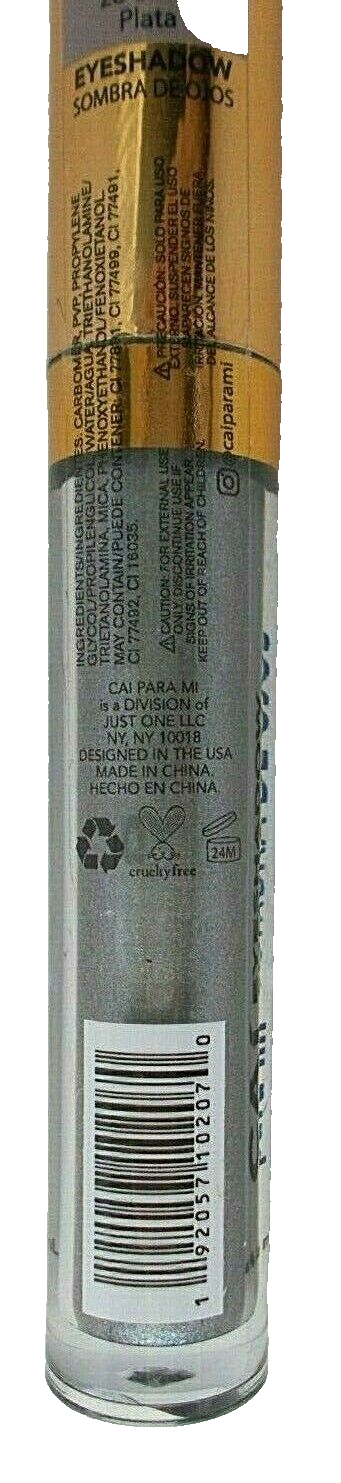 Plata
EYESHADOW
SOMBRA DE OJOS
INGREDIENTS/INGREDIENTES: CARBOMER, PVP, PROPYLENE
GLYCOL/PROPILENGLICOL, WATER/AGUA, TRIETHANOLAMINE/
TRIETANOLAMINA, MICA, PHENOXYETHANOL/FENOXIETANOL.
MAY CONTAIN/PUEDE CONTENER: CI 77891, CI 77499, CI 77491,
CI 77492, CI 16035.
PRECAUCIÓN: SOLO PARA USO
EXTERNO. SUSPENDER EL USO
SI APARECEN SIGNOS DE
IRRITACIÓN. MANTENER FUERA
DEL ALCANCE DE LOS NIÑOS.
CAUTION: FOR EXTERNAL USE
ONLY. DISCONTINUE USE IF
SIGNS OF IRRITATION APPEAR.
KEEP OUT OF REACH OF CHILDREN.
@caiparami
CAI PARA MI
is a DIVISION of
JUST ONE LLC
NY, NY 10018
DESIGNED IN THE USA
MADE IN CHINA.
HECHO EN CHINA
crueltyfree
24M
1 92057 10207 0